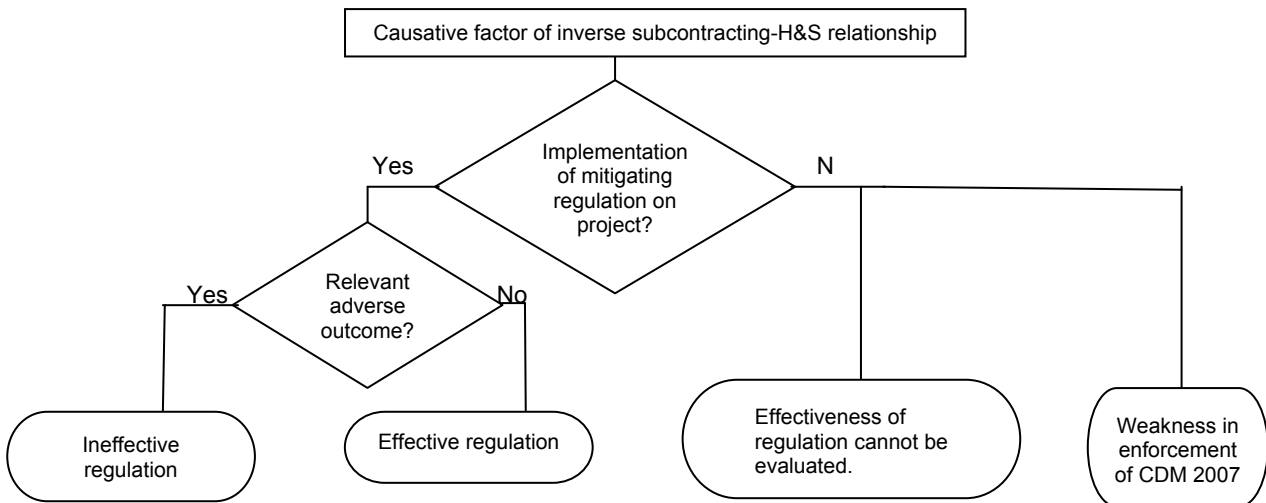 Causative factor of inverse subcontracting-H&S relationship
Implementation
of mitigating
regulation on
project?
Yes
N
Relevant
adverse
outcome?
Yes
No
Ineffective
regulation
Effective regulation
Effectiveness of
regulation cannot be
evaluated.
Weakness in
enforcement
of CDM 2007